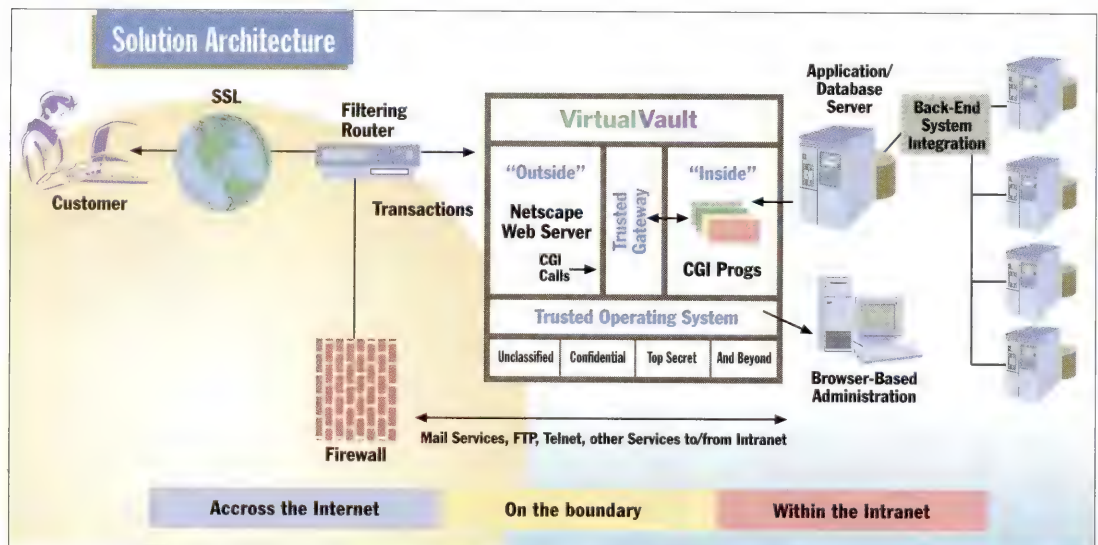 Solution Architecture
SSL
Filtering
Router
Customer
Transactions
Firewall
VirtualVault
"Outside"
Netscape
Web Server
CGI
Calls
Trusted
Gateway
"Inside"
CGI Progs
Trusted Operating System
Unclassified
Confidential
Top Secret
And Beyond
Application/
Database
Server
Back-End
System
Integration
Browser-Based
Administration
Mail Services, FTP, Telnet, other Services to/from Intranet
Accross the Internet
On the boundary
Within the Intranet